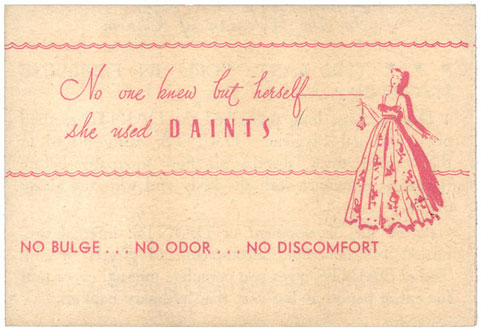 No one knew but herself
she used DAINTS
NO BULGE . . . NO ODOR . . . NO DISCOMFORT